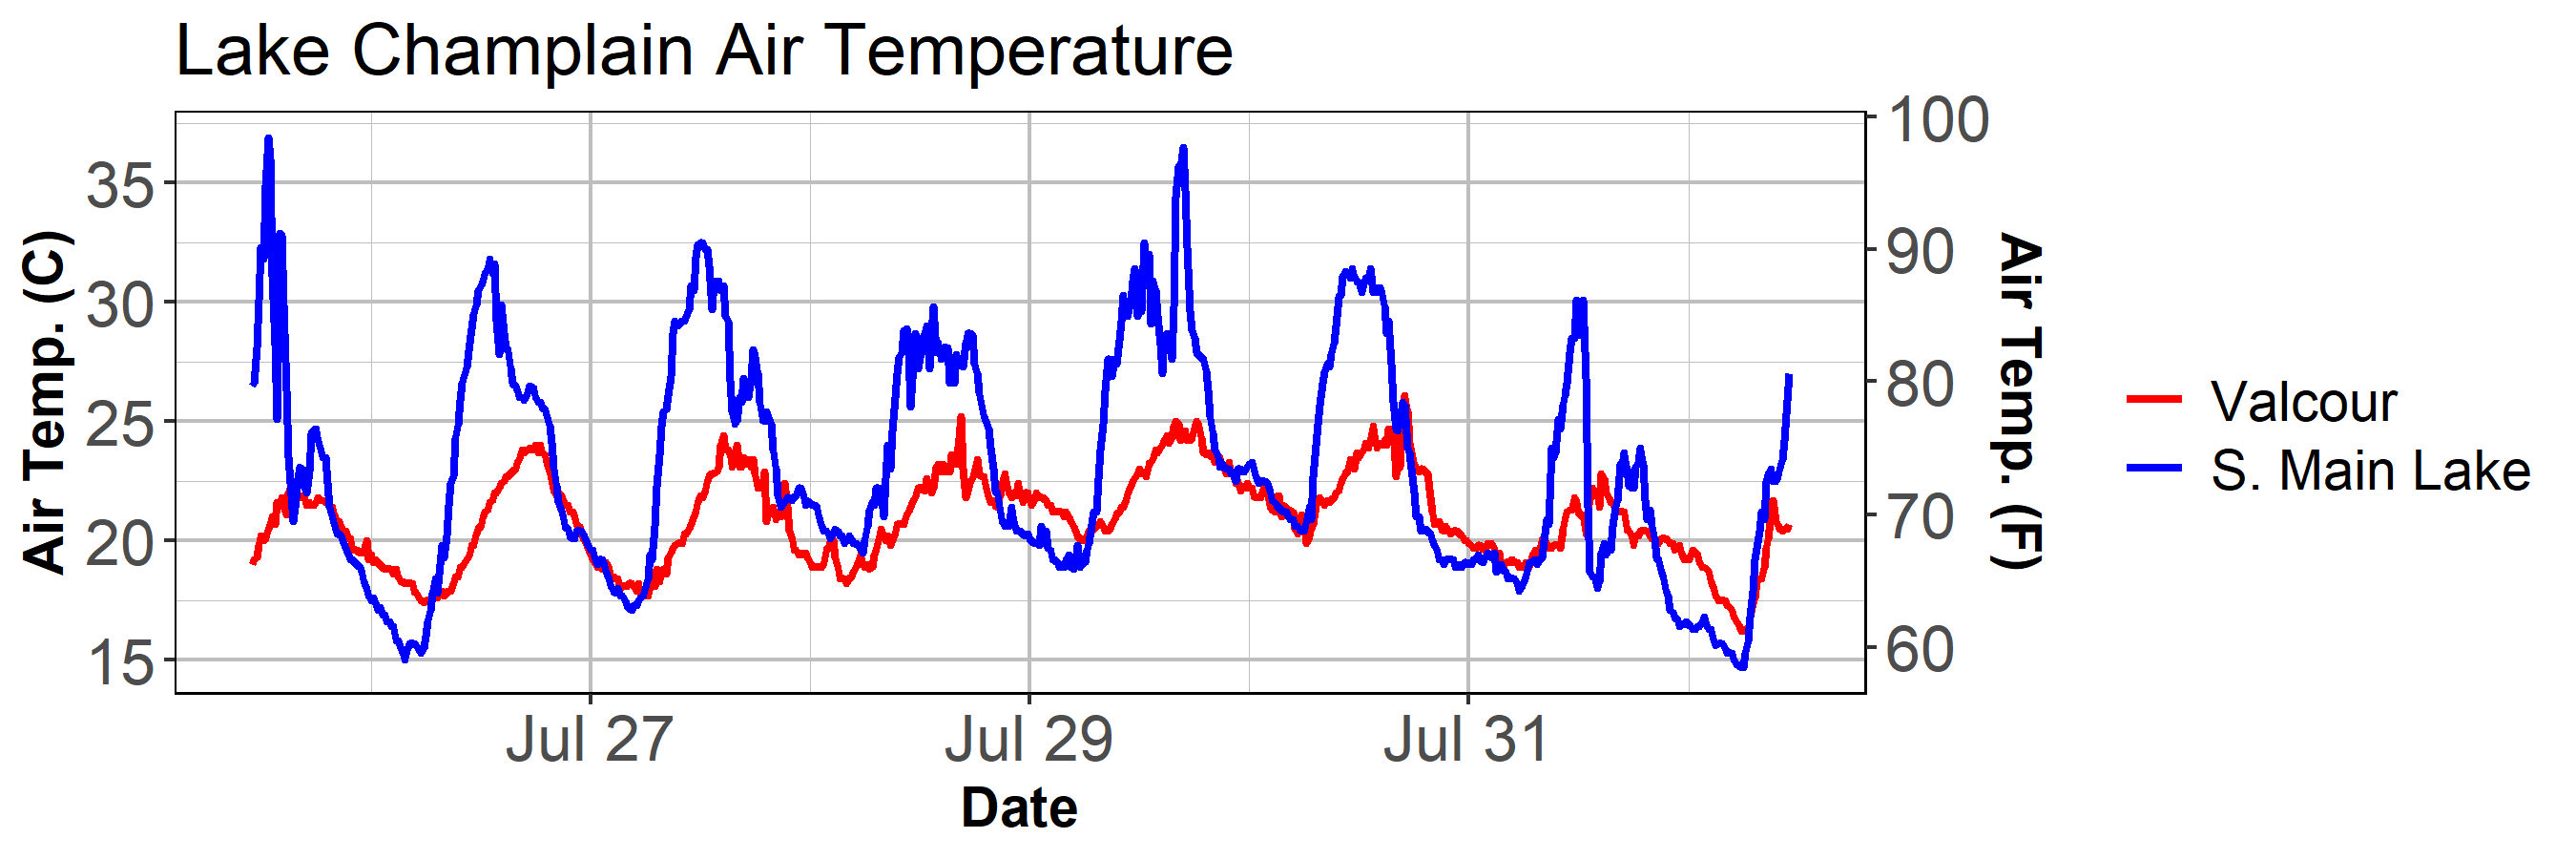 Lake Champlain Air Temperature
Air Temp. (C)
35
30
25
20
15
100
90
80
70
60
Air Temp. (F)
Jul 27
Jul 29
Jul 31
Date
Valcour
S. Main Lake